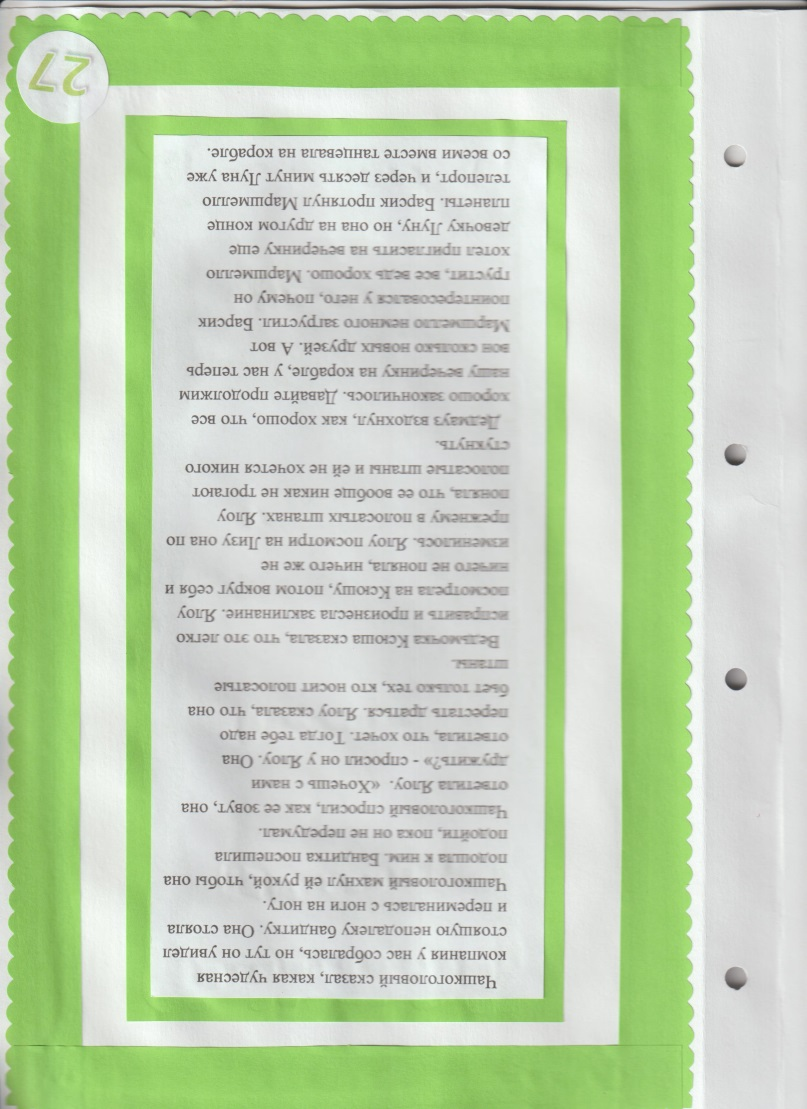 Чашкоголовый сказал, какая чудесная
компания у нас собралась, но тут он увидел
стоящую неподалеку бандитку. Она стояла
и переминалась с ноги на ногу.
Чашкоголовый махнул ей рукой, чтобы она
подошла к ним. Бандитка поспешила
подойти, пока он не передумал.
Чашкоголовый спросил, как ее зовут, она
ответила Ялоу. «Хочешь с нами
дружить?» - спросил он у Ялоу. Она
ответила, что хочет. Тогда тебе надо
перестать драться. Ялоу сказала, что она
бьет только тех, кто носит полосатые
штаны.
Ведьмочка Ксюша сказала, что это легко
исправить и произнесла заклинание. Ялоу
посмотрела на Ксюшу, потом вокруг себя и
ничего не поняла, ничего же не
изменилось. Ялоу посмотри на Лизу она по
прежнему в полосатых штанах. Ялоу
поняла, что ее вообще никак не трогают
полосатые штаны и ей не хочется никого
стукнуть.
Дедмауз вздохнул, как хорошо, что все
хорошо закончилось. Давайте продолжим
нашу вечеринку на корабле, у нас теперь
вон сколько новых друзей. А вот
Маршмелло немного загрустил. Барсик
поинтересовался у него, почему он
грустит, все ведь хорошо. Маршмелло
хотел пригласить на вечеринку еще
девочку Луну, но она на другом конце
планеты. Барсик протянул Маршмелло
телепорт, и через десять минут Луна уже
со всеми вместе танцевала на корабле.
27